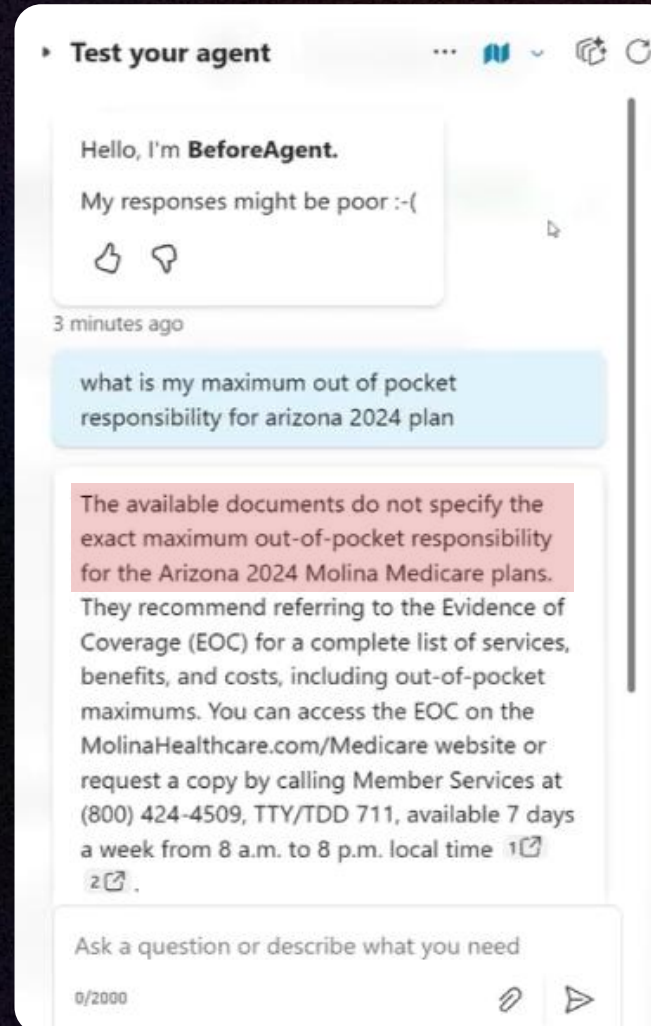 Test your agent
Hello, I'm BeforeAgent.
My responses might be poor :-(
3 minutes ago
what is my maximum out of pocket
responsibility for arizona 2024 plan
The available documents do not specify the
exact maximum out-of-pocket responsibility
for the Arizona 2024 Molina Medicare plans.
They recommend referring to the Evidence of
Coverage (EOC) for a complete list of services,
benefits, and costs, including out-of-pocket
maximums. You can access the EOC on the
MolinaHealthcare.com/Medicare website or
request a copy by calling Member Services at
(800) 424-4509, TTY/TDD 711, available 7 days
a week from 8 a.m. to 8 p.m. local time 1
2 .
Ask a question or describe what you need
0/2000